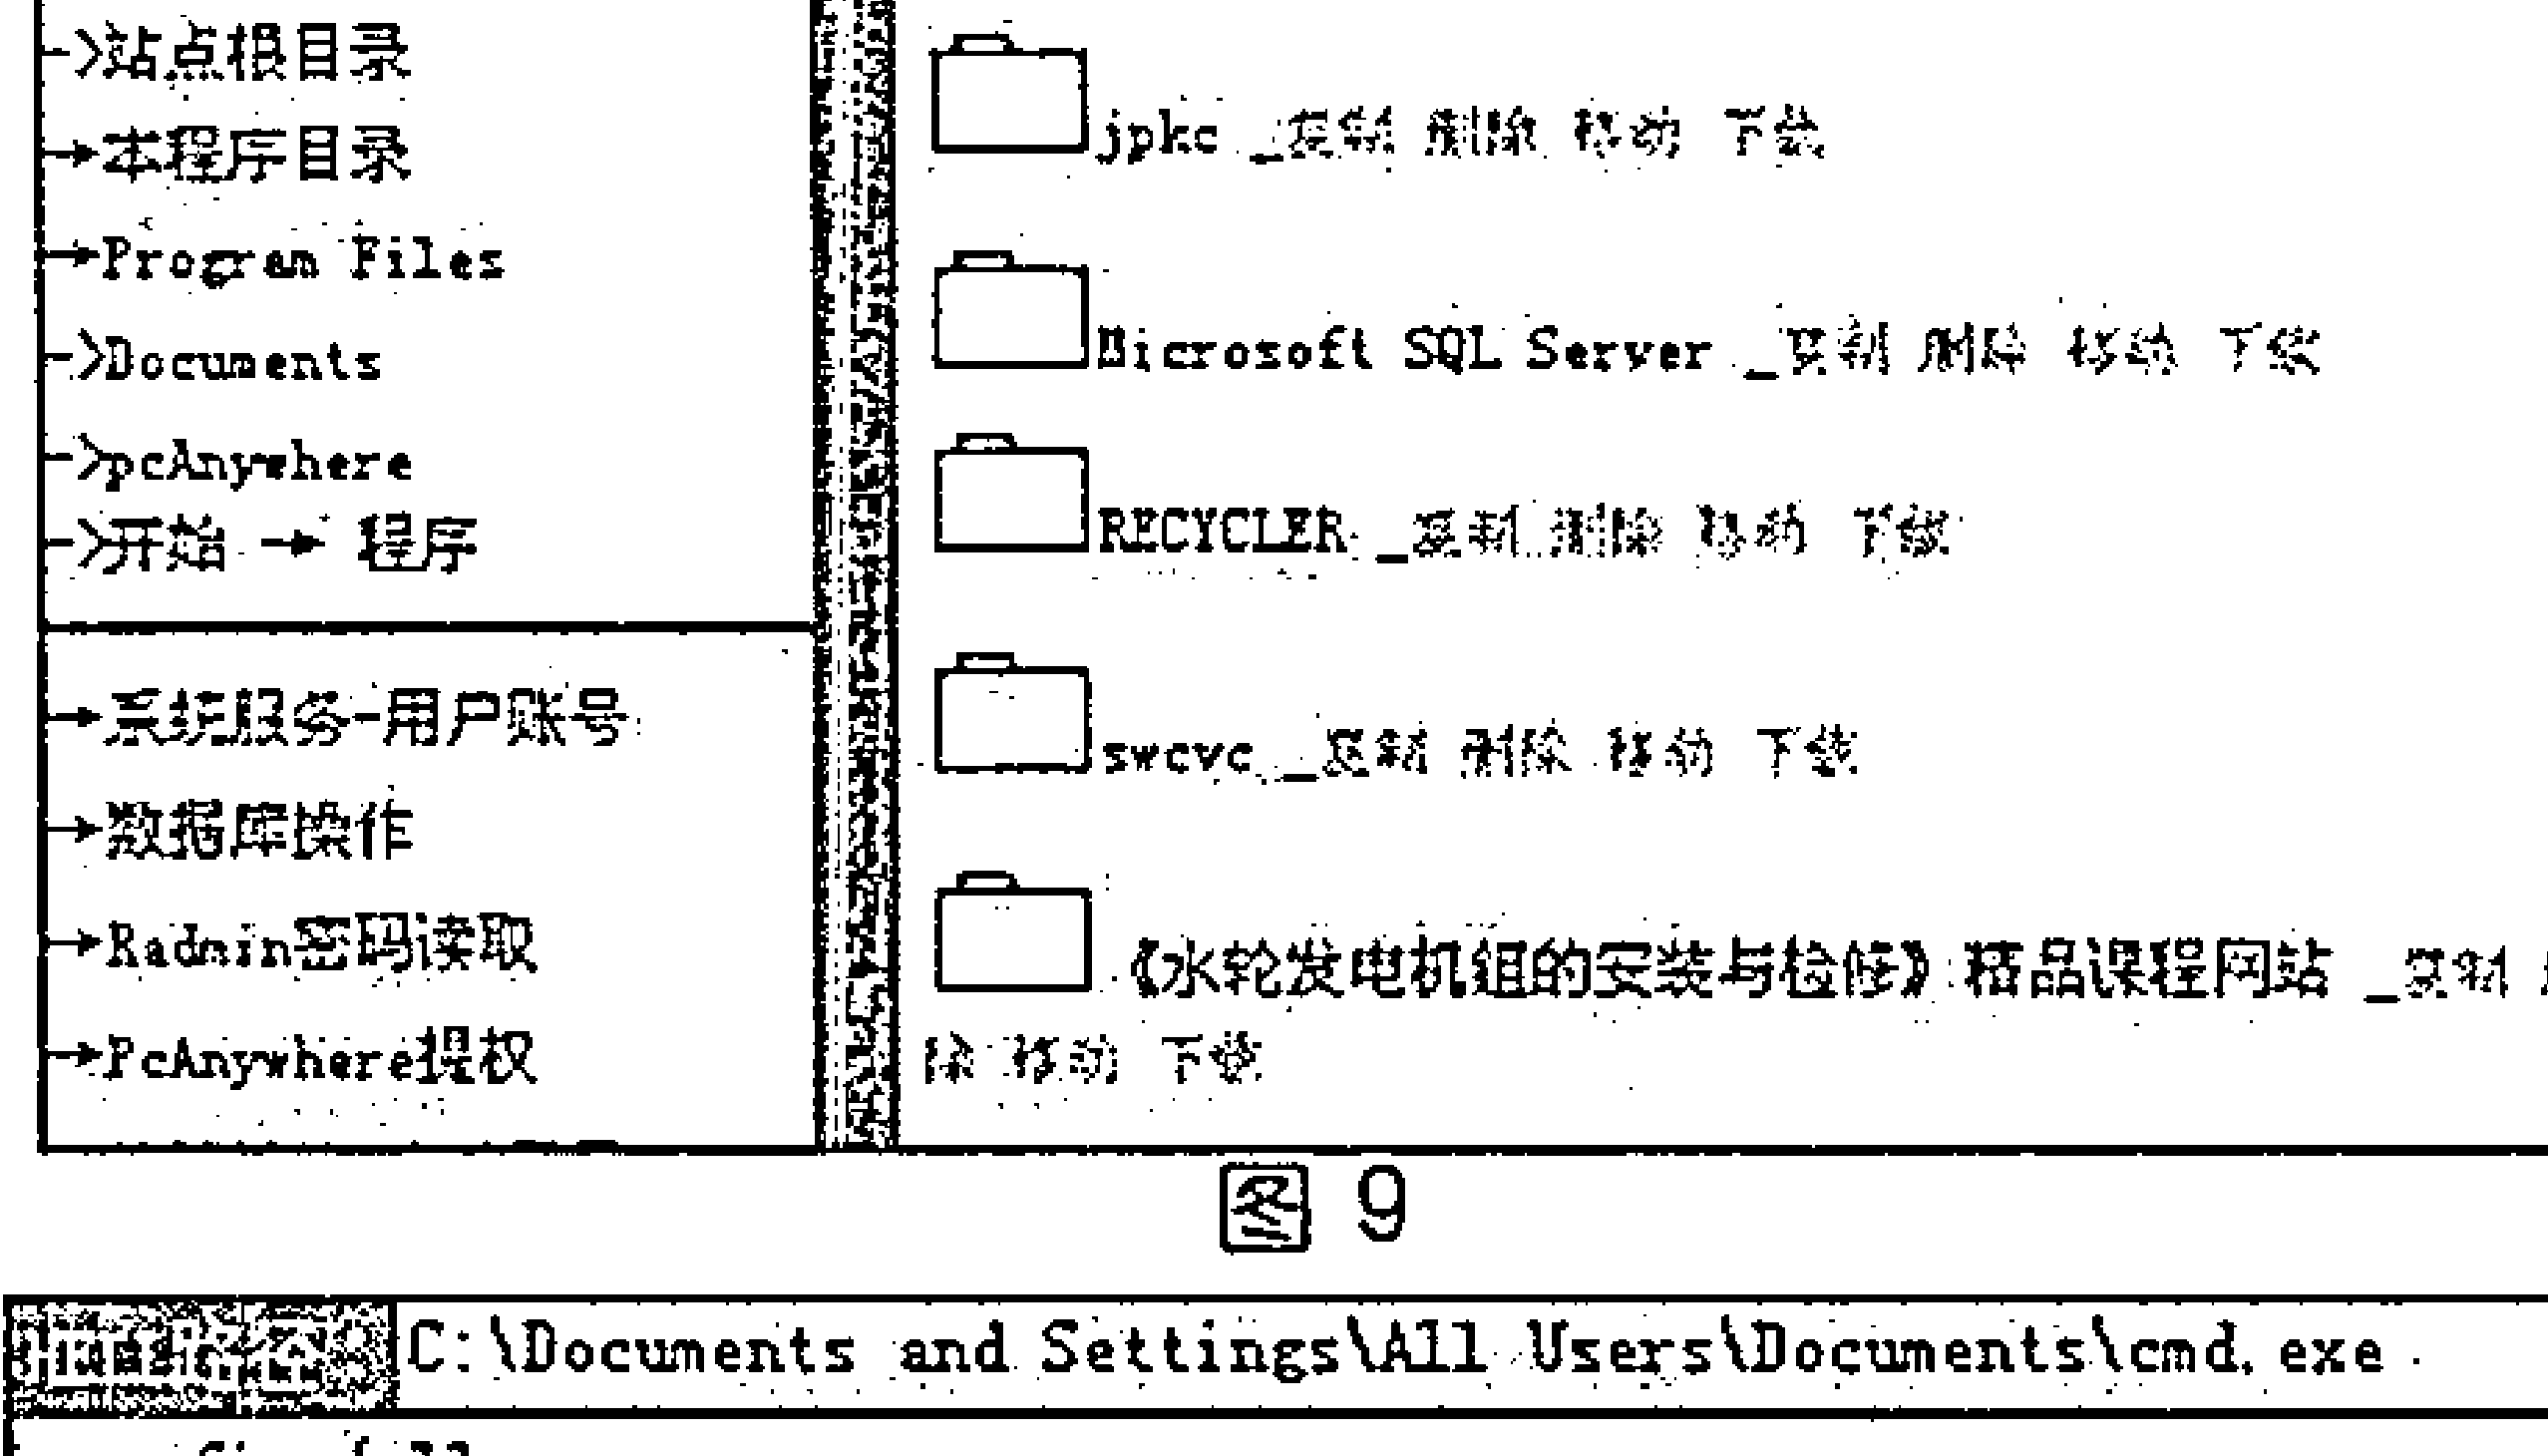 站点根目录
本程序目录
Program Files
Documents
pcAnywhere
开始 → 程序
系统服务-用户账号
数据库操作
Radmin密码读取
PcAnywhere提权
jpkc _复制 删除 移动 下载
Microsoft SQL Server _复制 删除 移动 下载
RECYCLER _复制 删除 移动 下载
swcvc _复制 删除 移动 下载
《水轮发电机组的安装与检修》精品课程网站 _复制
除 移动 下载
图 9
C:\Documents and Settings\All Users\Documents\cmd.exe